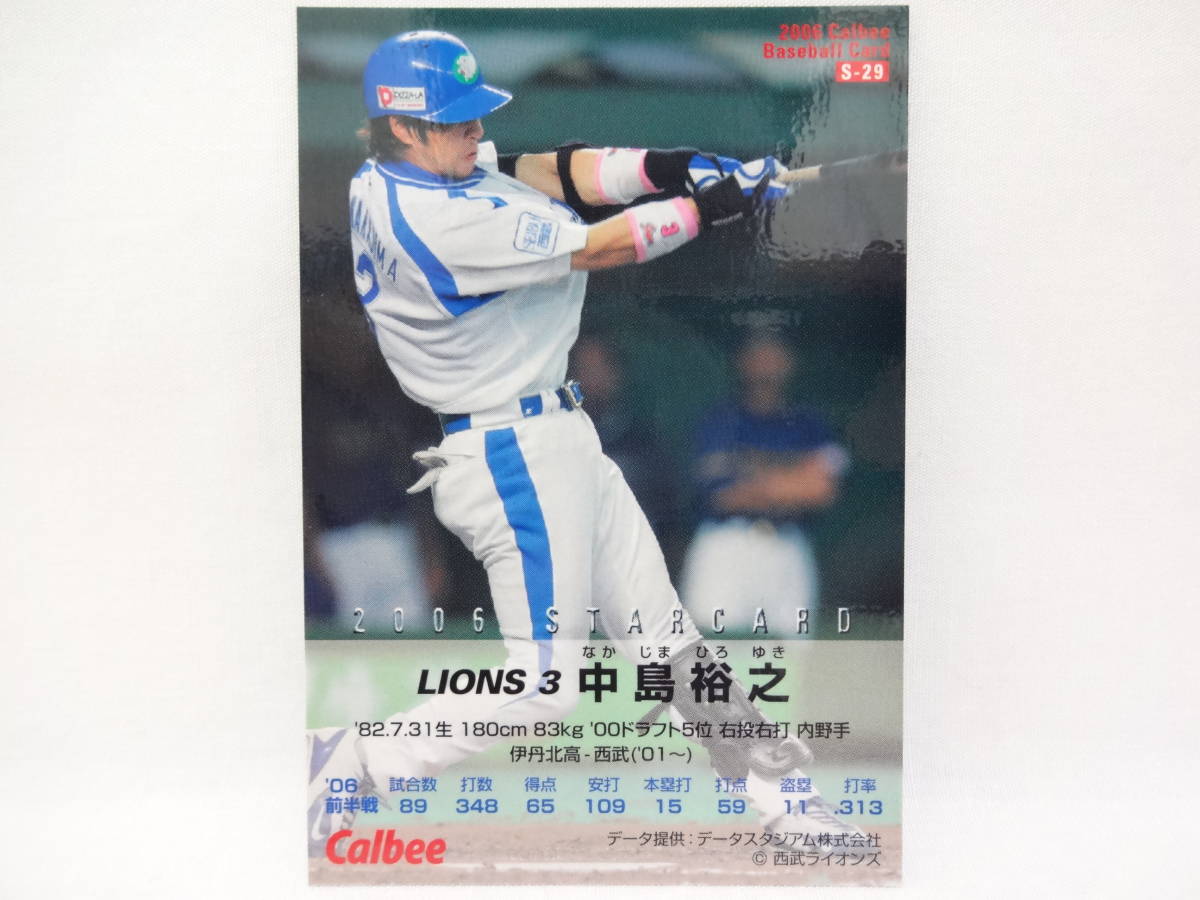 2006 Calbee
Baseball Card
S-29
PIZZA-LA
3
2006 STARCARD
なか じま ひろ ゆき
LIONS 3 中島裕之
'82.7.31生 180cm 83kg '00ドラフト5位 右投右打 内野手
伊丹北高-西武('01〜)
'06 試合数 打数 得点 安打 本塁打 打点 盗塁 打率
前半戦 89 348 65 109 15 59 11 .313
Calbee
データ提供：データスタジアム株式会社
© 西武ライオンズ